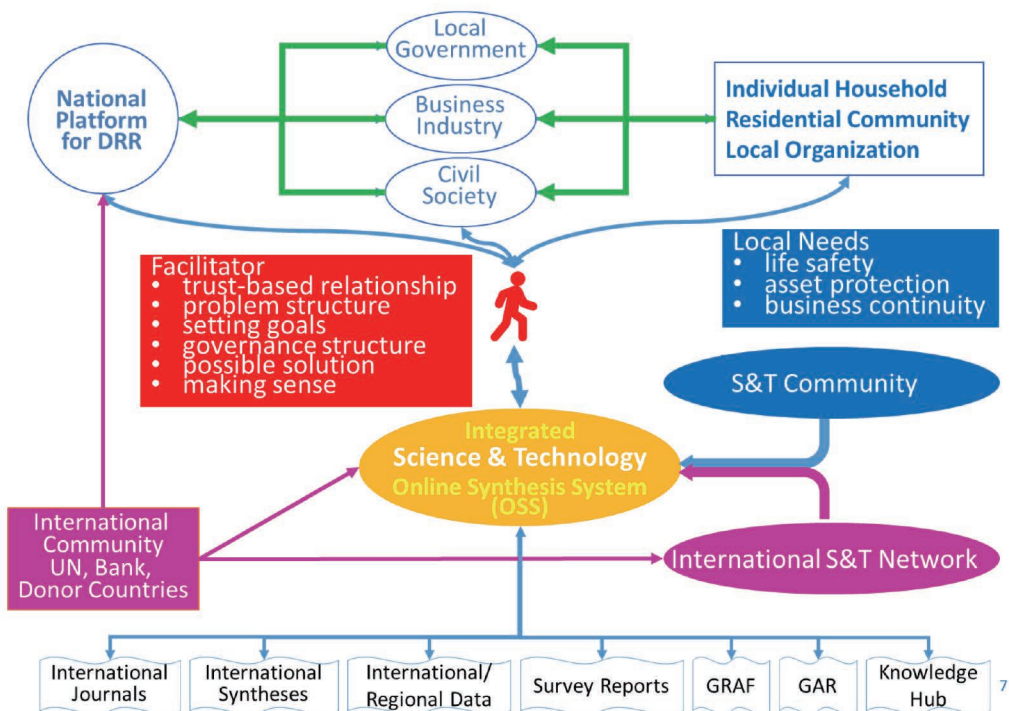 Local
Government
National
Platform
for DRR
Business
Industry
Civil
Society
Individual Household
Residential Community
Local Organization
Facilitator
• trust-based relationship
• problem structure
• setting goals
• governance structure
• possible solution
• making sense
Local Needs
• life safety
• asset protection
• business continuity
S&T Community
Integrated
Science & Technology
Online Synthesis System
(OSS)
International
Community
UN, Bank,
Donor Countries
International S&T Network
International
Journals
International
Syntheses
International/
Regional Data
Survey Reports
GRAF
GAR
Knowledge
Hub
7